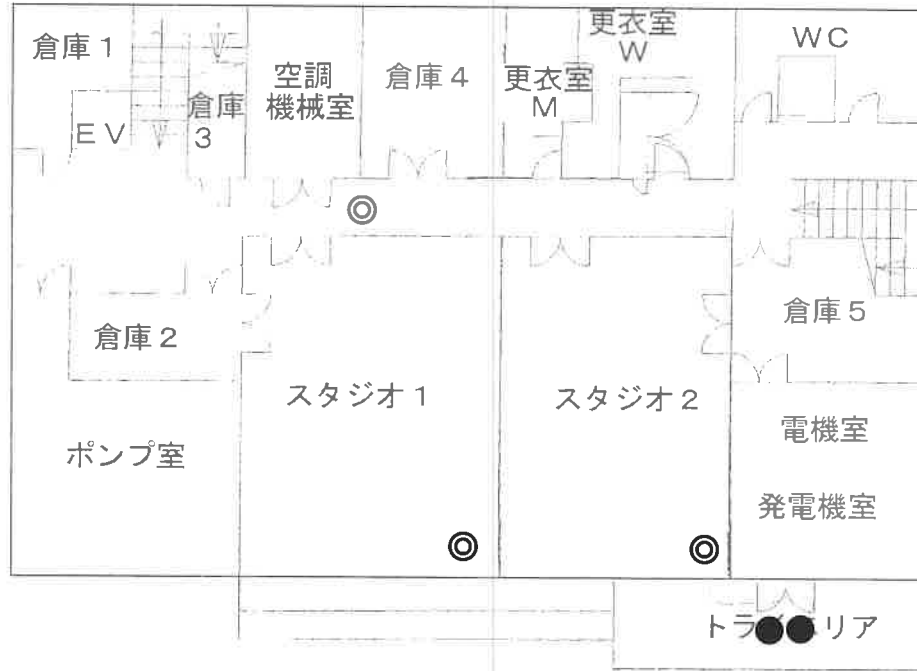 倉庫１
ＥＶ
倉庫
３
空調
機械室
倉庫４
更衣室
Ｍ
更衣室
Ｗ
ＷＣ
倉庫２
スタジオ１
スタジオ２
倉庫５
ポンプ室
電機室
発電機室
トラ リア